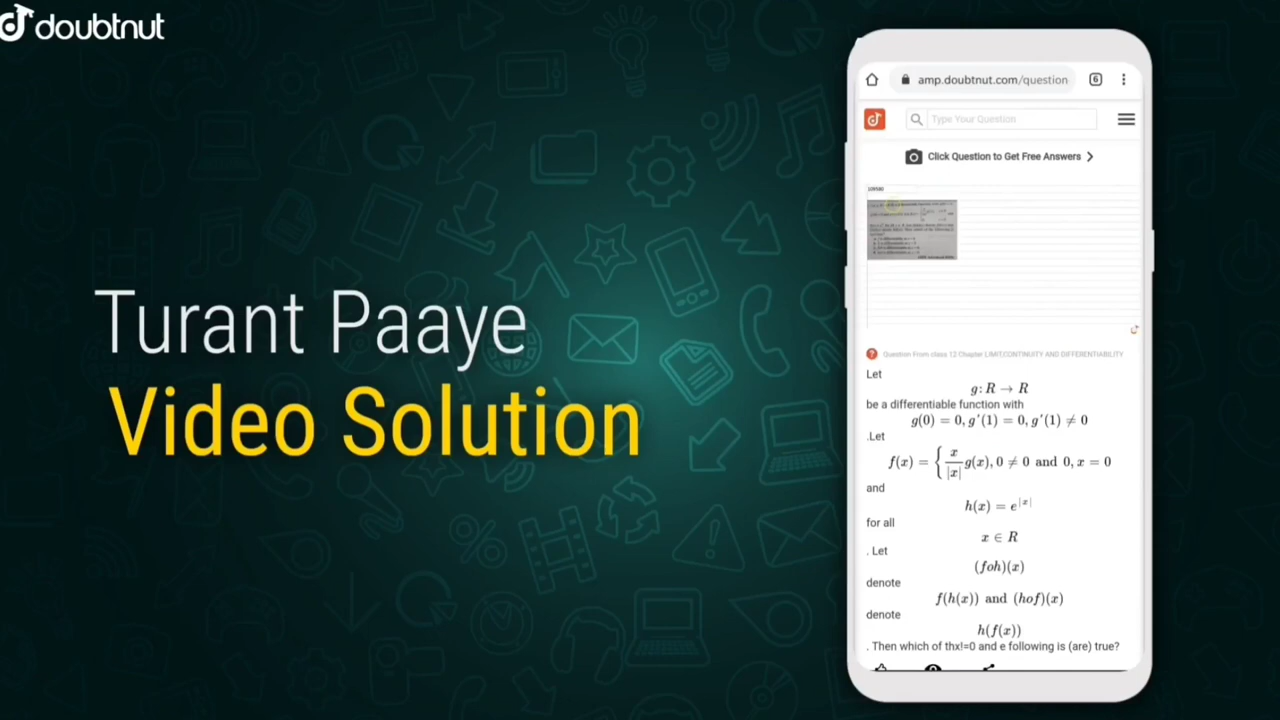 doubtnut
Turant Paaye
Video Solution
amp.doubtnut.com/question
6
Type Your Question
Click Question to Get Free Answers
109580
Question From class 12 Chapter LIMIT,CONTINUITY AND DIFFERENTIABILITY
Let
g: R → R
be a differentiable function with
g(0) = 0, g′(1) = 0, g′(1) ≠ 0
.Let
f(x) = { x/|x| g(x), 0 ≠ 0 and 0, x = 0
and
h(x) = e^|x|
for all
x ∈ R
. Let
(foh)(x)
denote
f(h(x)) and (hof)(x)
denote
h(f(x))
. Then which of thx!=0 and e following is (are) true?